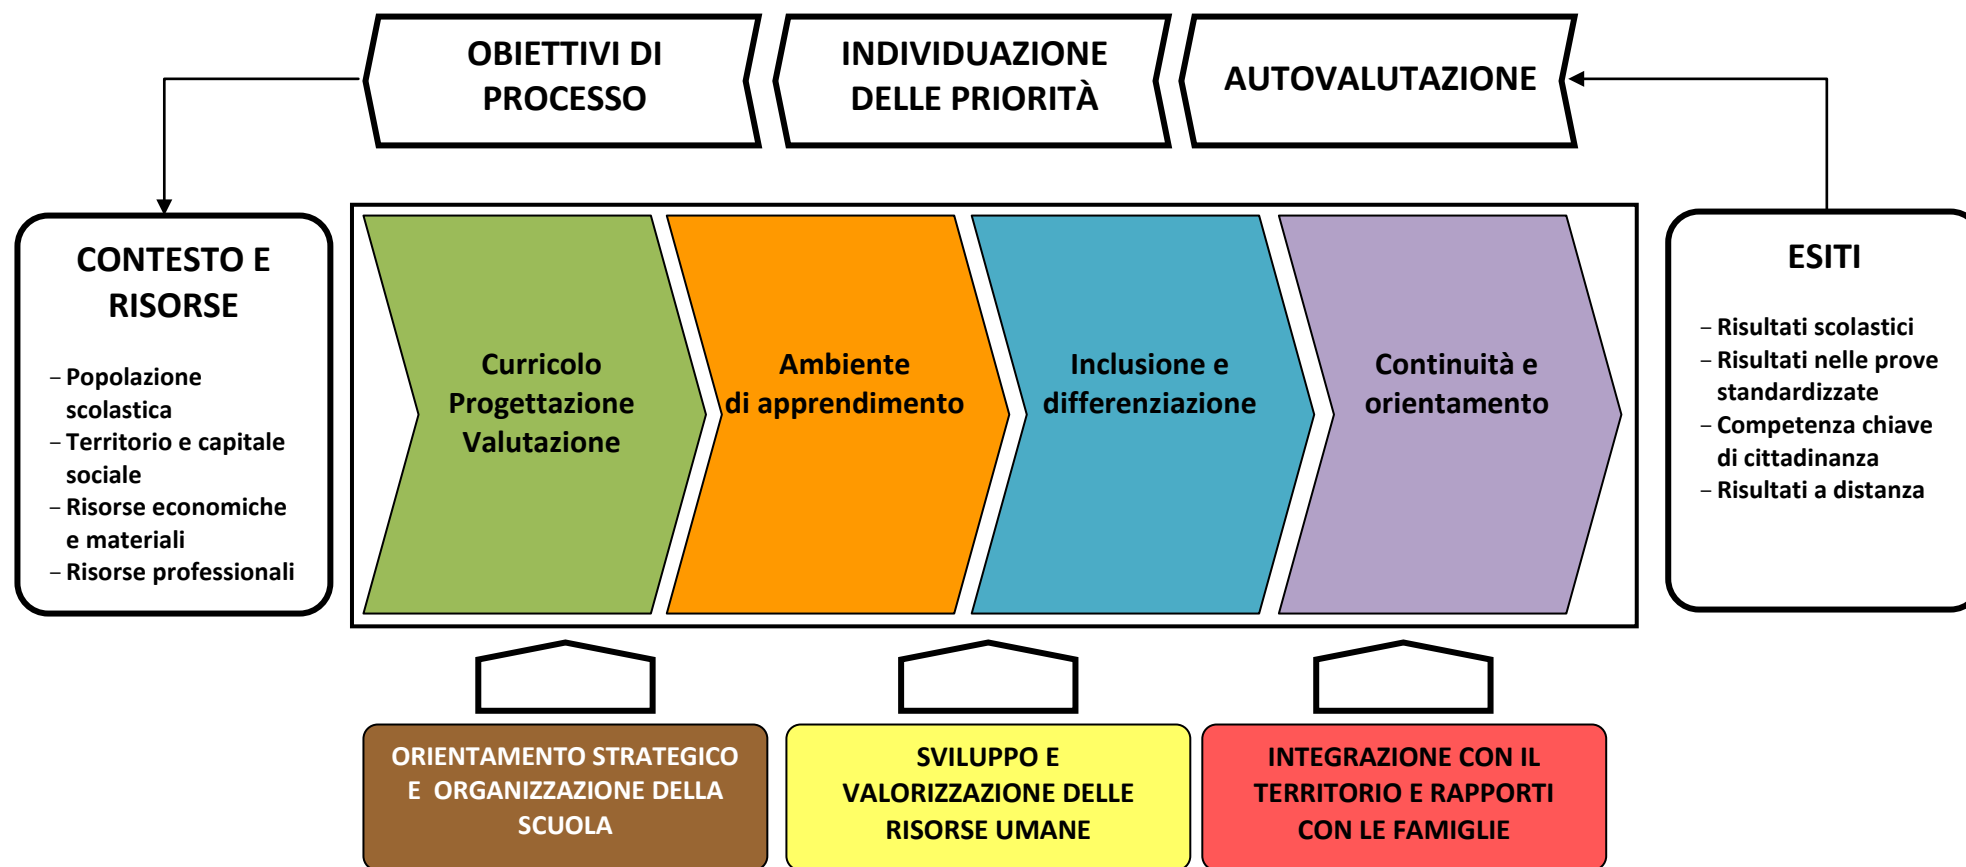 OBIETTIVI DI
PROCESSO
INDIVIDUAZIONE
DELLE PRIORITÀ
AUTOVALUTAZIONE
CONTESTO E
RISORSE
– Popolazione
scolastica
– Territorio e capitale
sociale
– Risorse economiche
e materiali
– Risorse professionali
Curricolo
Progettazione
Valutazione
Ambiente
di apprendimento
Inclusione e
differenziazione
Continuità e
orientamento
ESITI
– Risultati scolastici
– Risultati nelle prove
standardizzate
– Competenza chiave
di cittadinanza
– Risultati a distanza
ORIENTAMENTO STRATEGICO
E ORGANIZZAZIONE DELLA
SCUOLA
SVILUPPO E
VALORIZZAZIONE DELLE
RISORSE UMANE
INTEGRAZIONE CON IL
TERRITORIO E RAPPORTI
CON LE FAMIGLIE